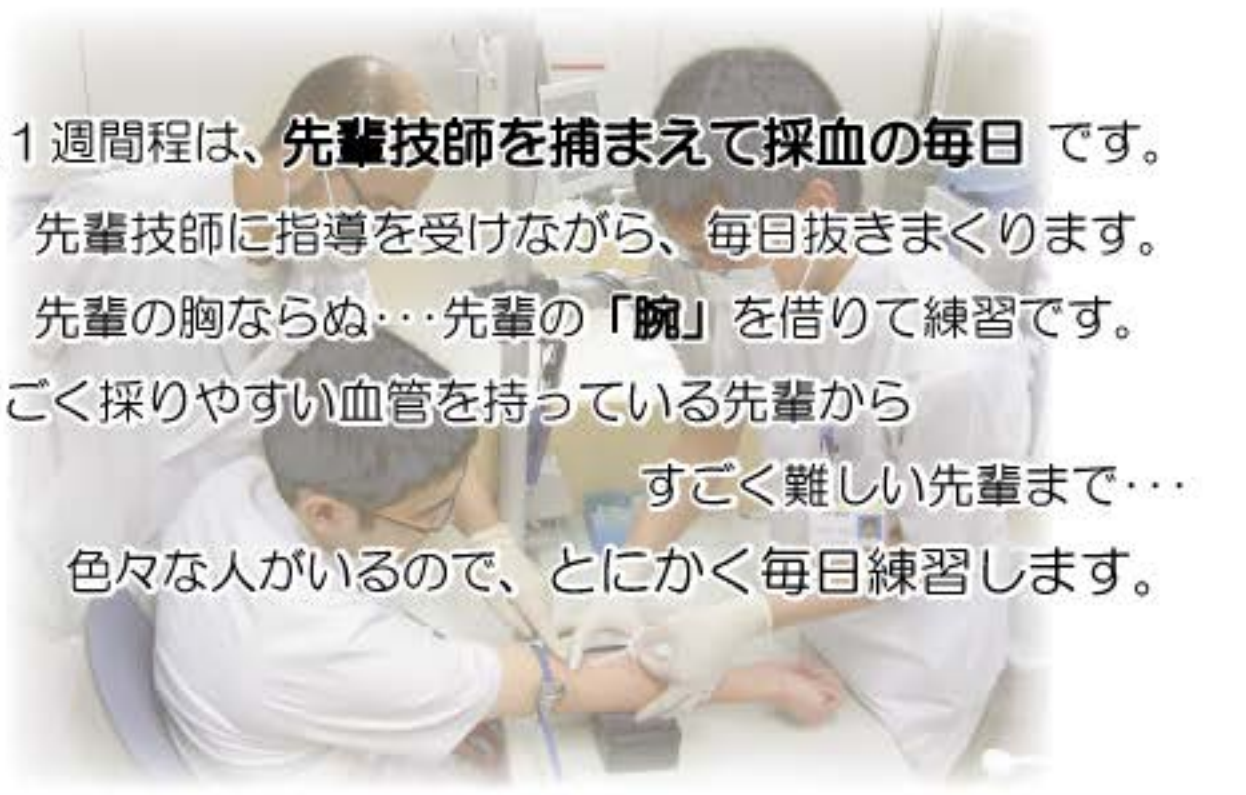 1週間程は、先輩技師を捕まえて採血の毎日 です。
先輩技師に指導を受けながら、毎日抜きまくります。
先輩の胸ならぬ･･･先輩の「腕」を借りて練習です。
ごく採りやすい血管を持っている先輩から
すごく難しい先輩まで･･･
色々な人がいるので、とにかく毎日練習します。